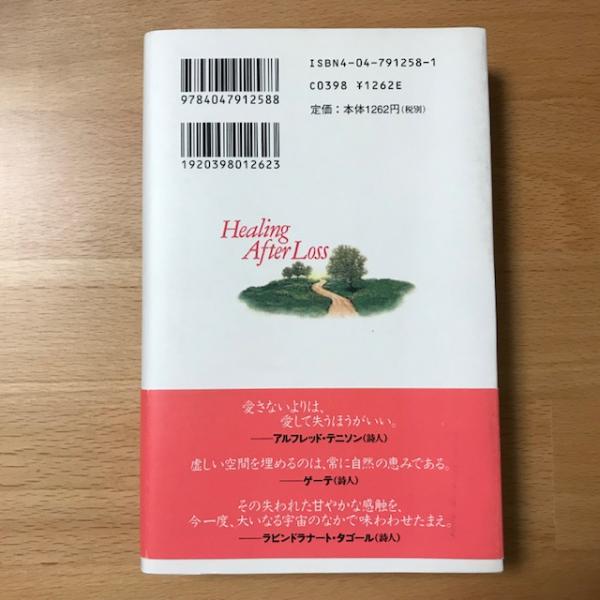 ISBN4-04-791258-1
9784047912588
C0398 ¥1262E
定価:本体1262円(税別)
1920398012623
Healing
After Loss
愛さないよりは、
愛して失うほうがいい。
——アルフレッド・テニソン(詩人)
虚しい空間を埋めるのは、常に自然の恵みである。
——ゲーテ(詩人)
その失われた甘やかな感触を、
今一度、大いなる宇宙のなかで味わわせたまえ。
——ラビンドラナート・タゴール(詩人)